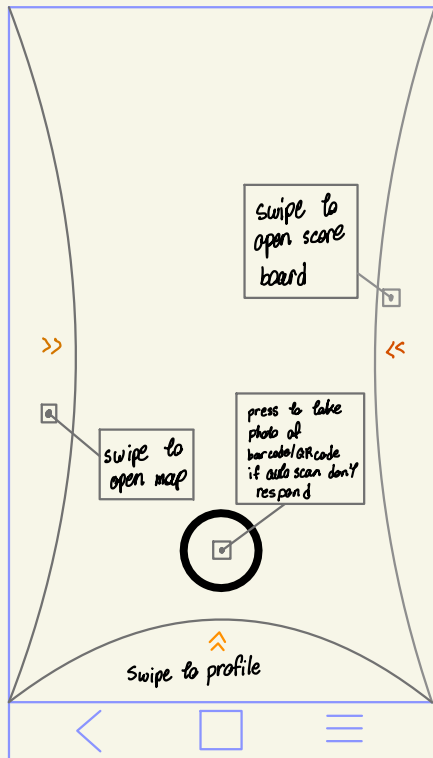 swipe to
open score
board
press to take
photo of
barcode/QRcode
if auto scan don't
respond
swipe to
open map
Swipe to profile